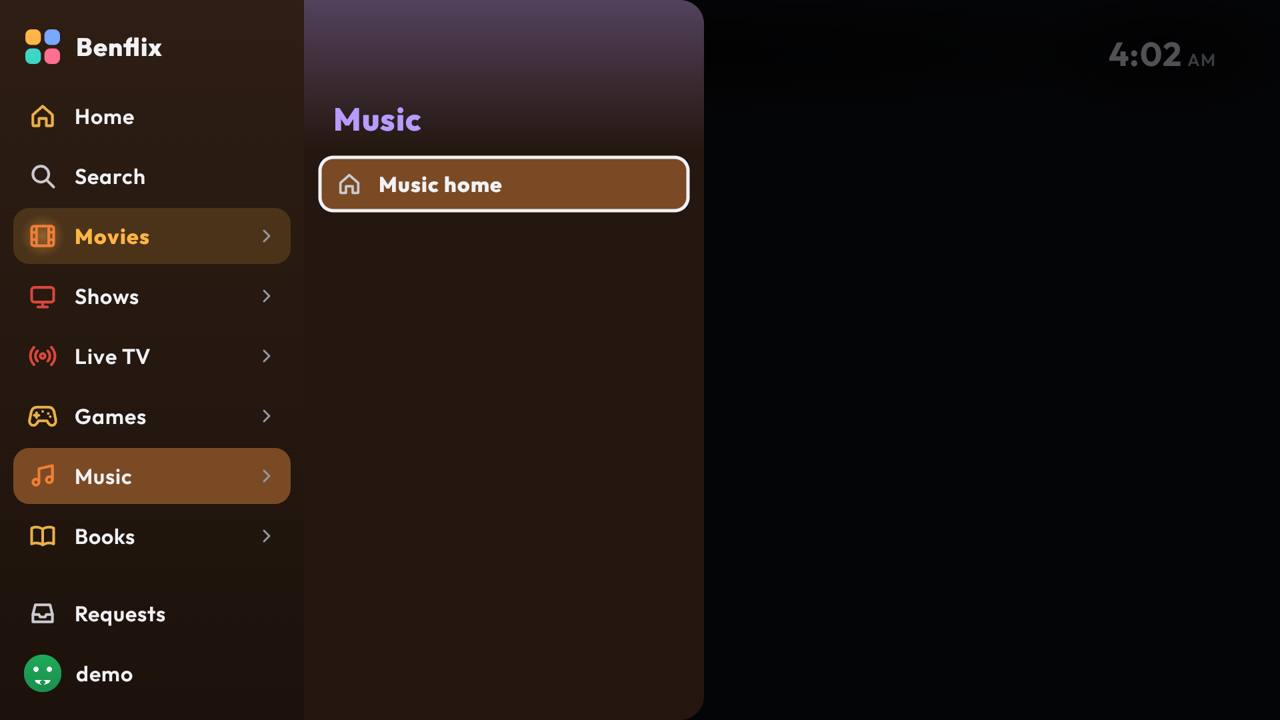 Benflix
Home
Search
Movies
Shows
Live TV
Games
Music
Books
Requests
demo
Music
Music home
4:02 AM